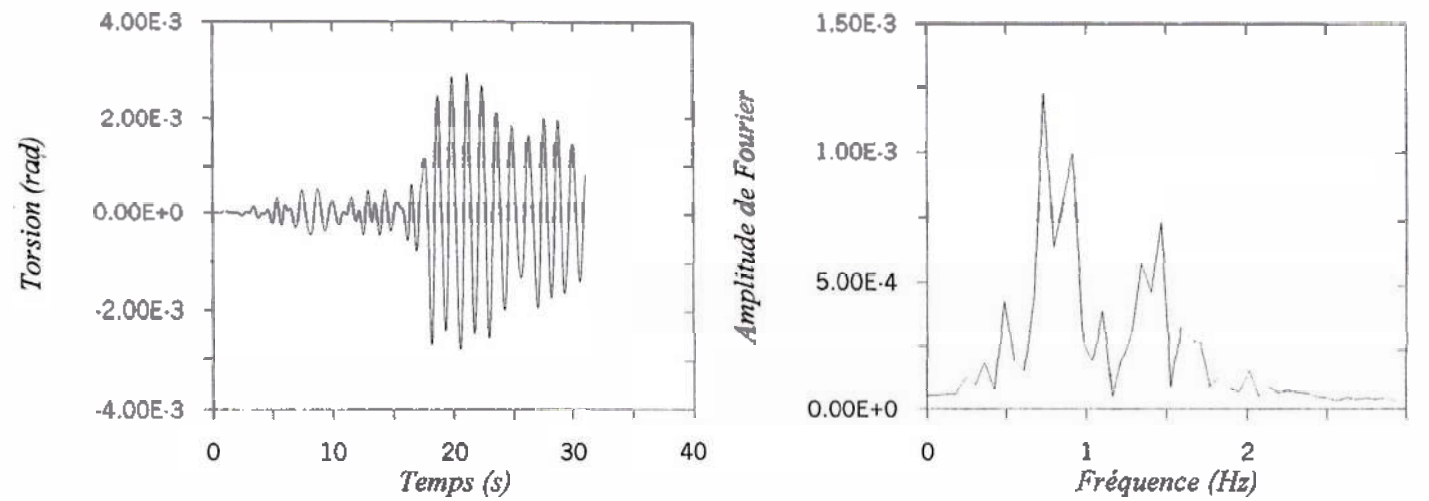 4.00E-3
2.00E-3
0.00E+0
-2.00E-3
-4.00E-3
Torsion (rad)
0 10 20 30 40
Temps (s)
1.50E-3
1.00E-3
5.00E-4
0.00E+0
Amplitude de Fourier
0 1 2
Fréquence (Hz)